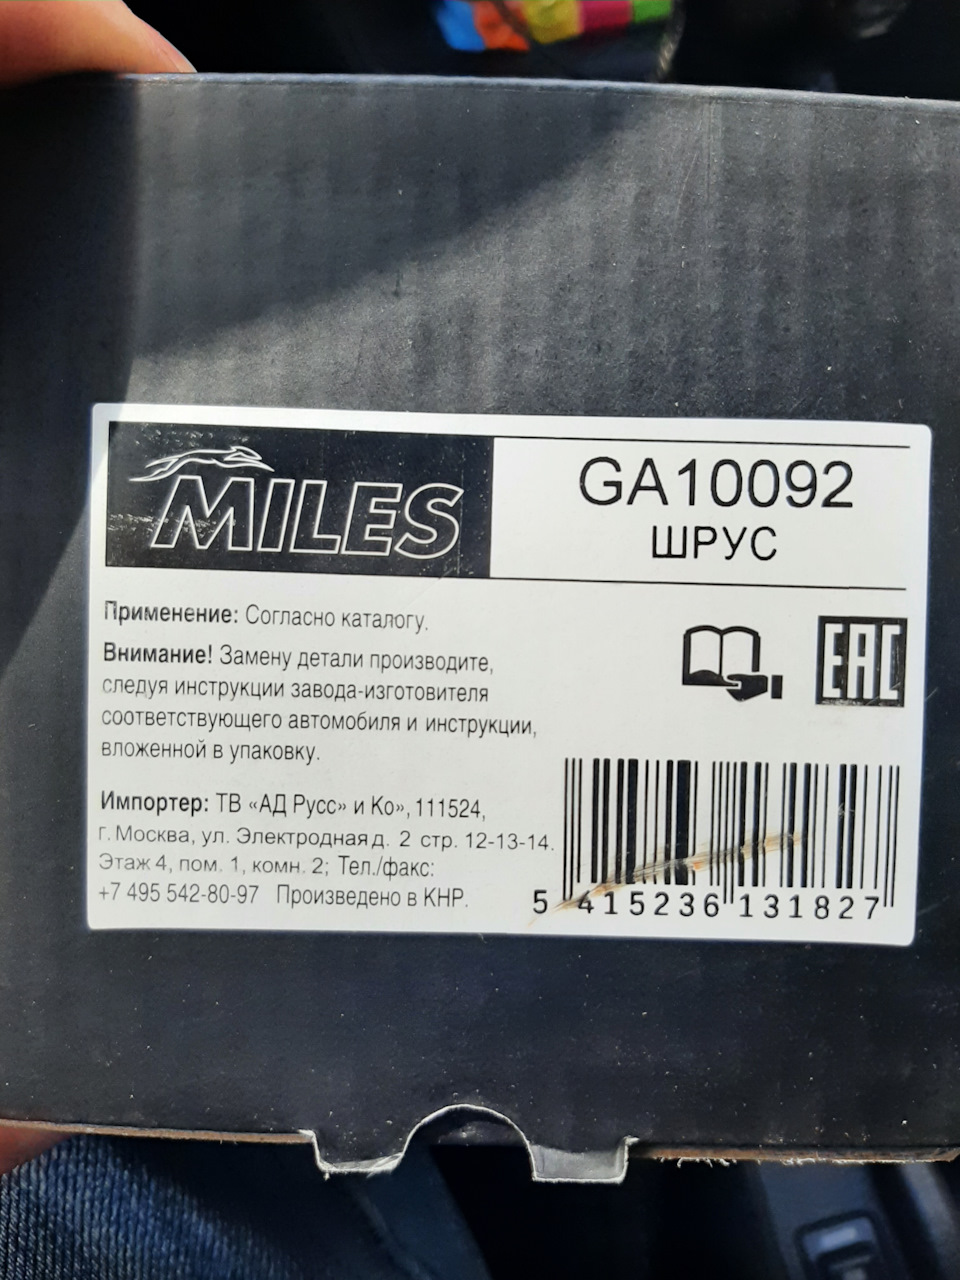 MILES
GA10092
ШРУС
Применение: Согласно каталогу.
Внимание! Замену детали производите,
следуя инструкции завода-изготовителя
соответствующего автомобиля и инструкции,
вложенной в упаковку.
EAC
Импортер: ТВ «АД Русс» и Ко», 111524,
г. Москва, ул. Электродная д. 2 стр. 12-13-14.
Этаж 4, пом. 1, комн. 2; Тел./факс:
+7 495 542-80-97 Произведено в КНР.
5 415236 131827